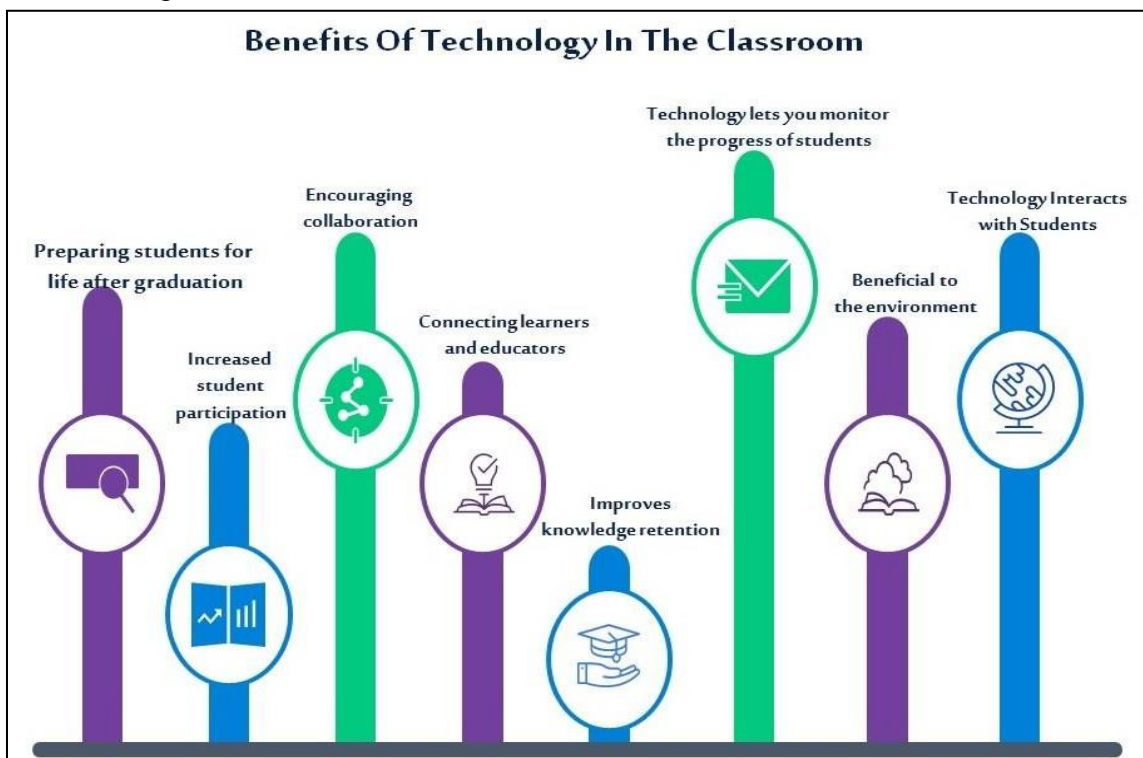 Benefits Of Technology In The Classroom
Preparing students for
life after graduation
Increased
student
participation
Encouraging
collaboration
Connecting learners
and educators
Improves
knowledge retention
Technology lets you monitor
the progress of students
Beneficial to
the environment
Technology Interacts
with Students